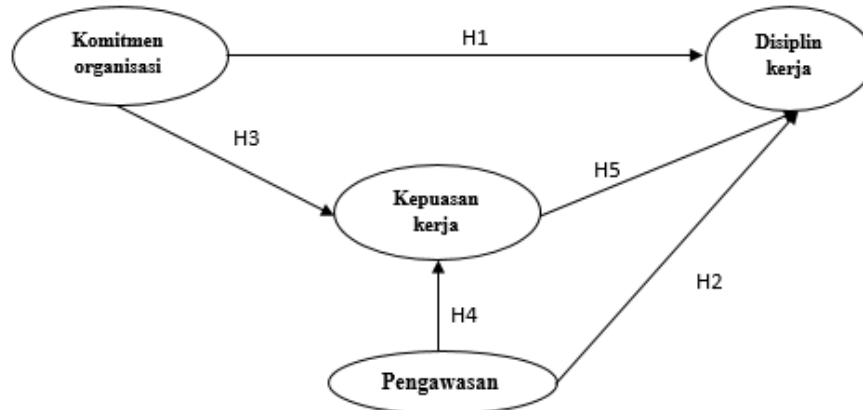 Komitmen
organisasi
H1
Disiplin
kerja
H3
Kepuasan
kerja
H5
H2
H4
Pengawasan